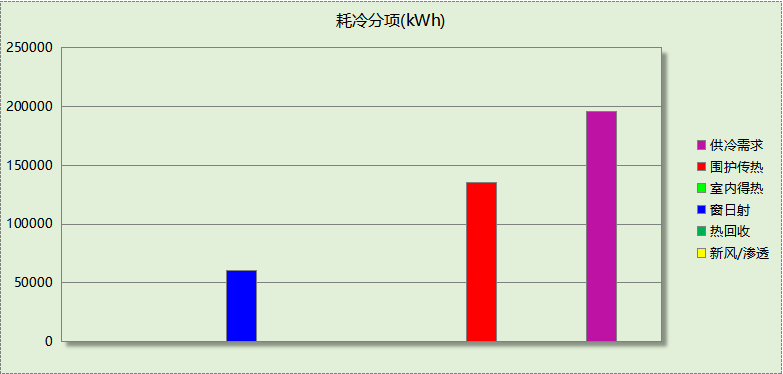 耗冷分项(kWh)
250000
200000
150000
100000
50000
0
供冷需求
围护传热
室内得热
窗日射
热回收
新风/渗透